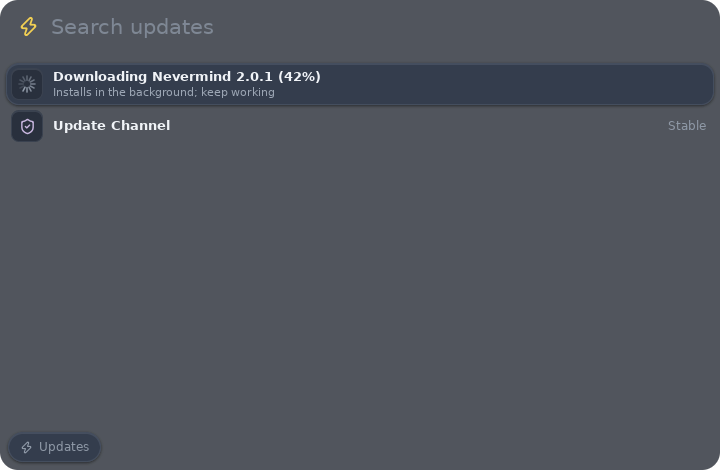 Search updates
Downloading Nevermind 2.0.1 (42%)
Installs in the background; keep working
Update Channel
Stable
Updates